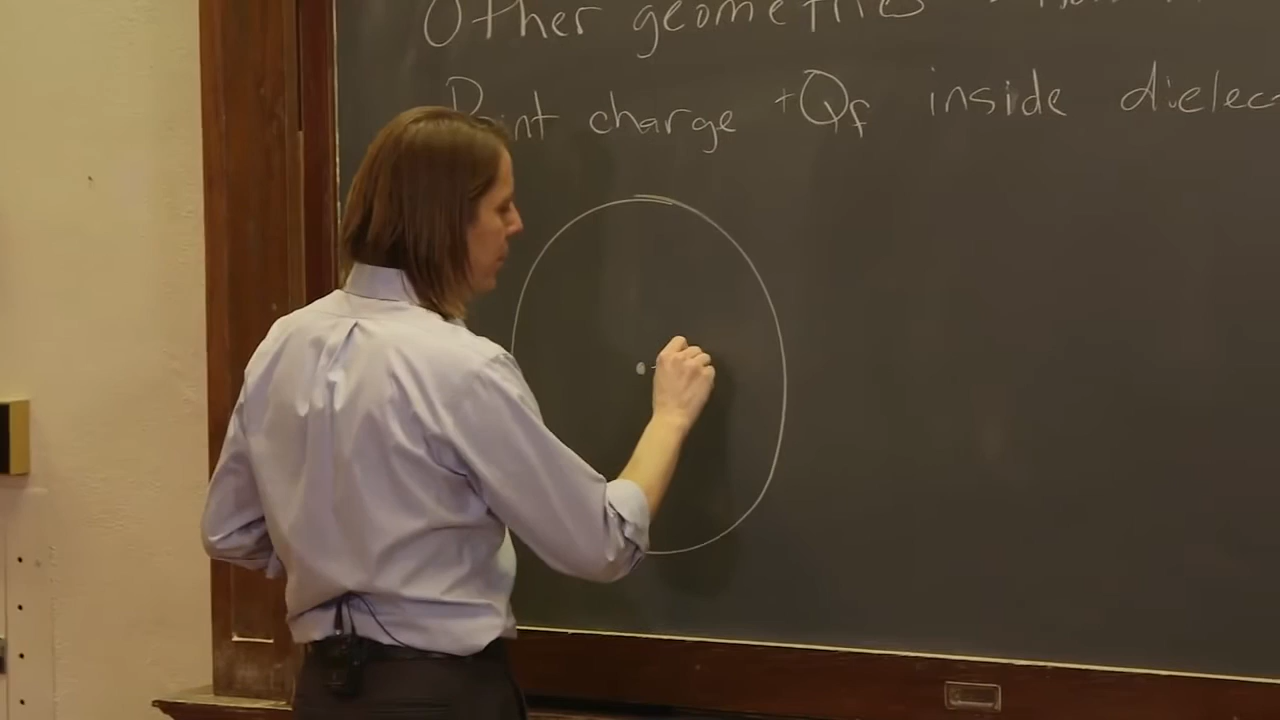 Other geometries -
Point charge +Qf inside dielec